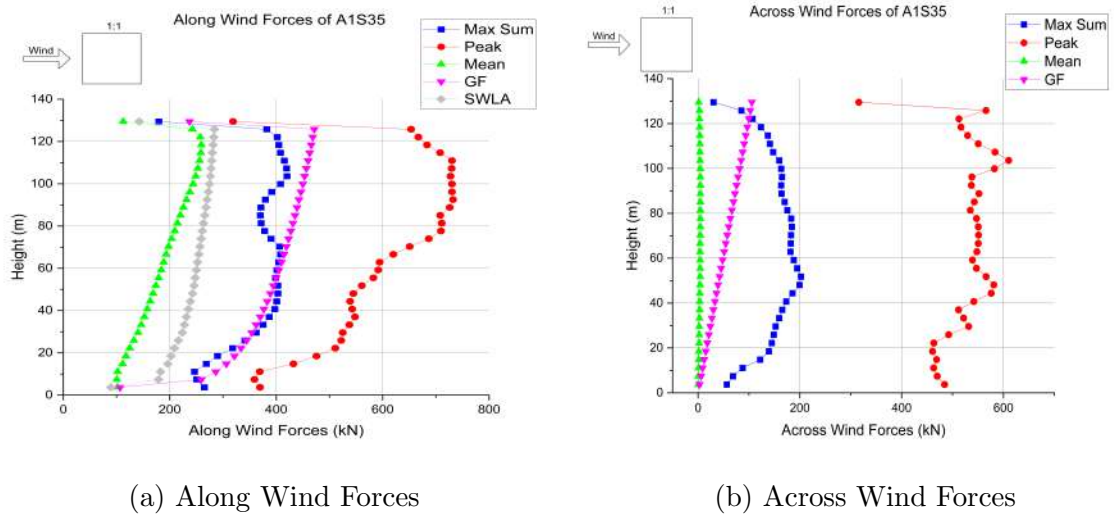 Along Wind Forces of A1S35
1:1
Wind
Max Sum
Peak
Mean
GF
SWLA
140
120
100
80
60
40
20
0
Height (m)
0 200 400 600 800
Along Wind Forces (kN)
(a) Along Wind Forces
Across Wind Forces of A1S35
1:1
Wind
Max Sum
Peak
Mean
GF
140
120
100
80
60
40
20
0
Height (m)
0 200 400 600
Across Wind Forces (kN)
(b) Across Wind Forces